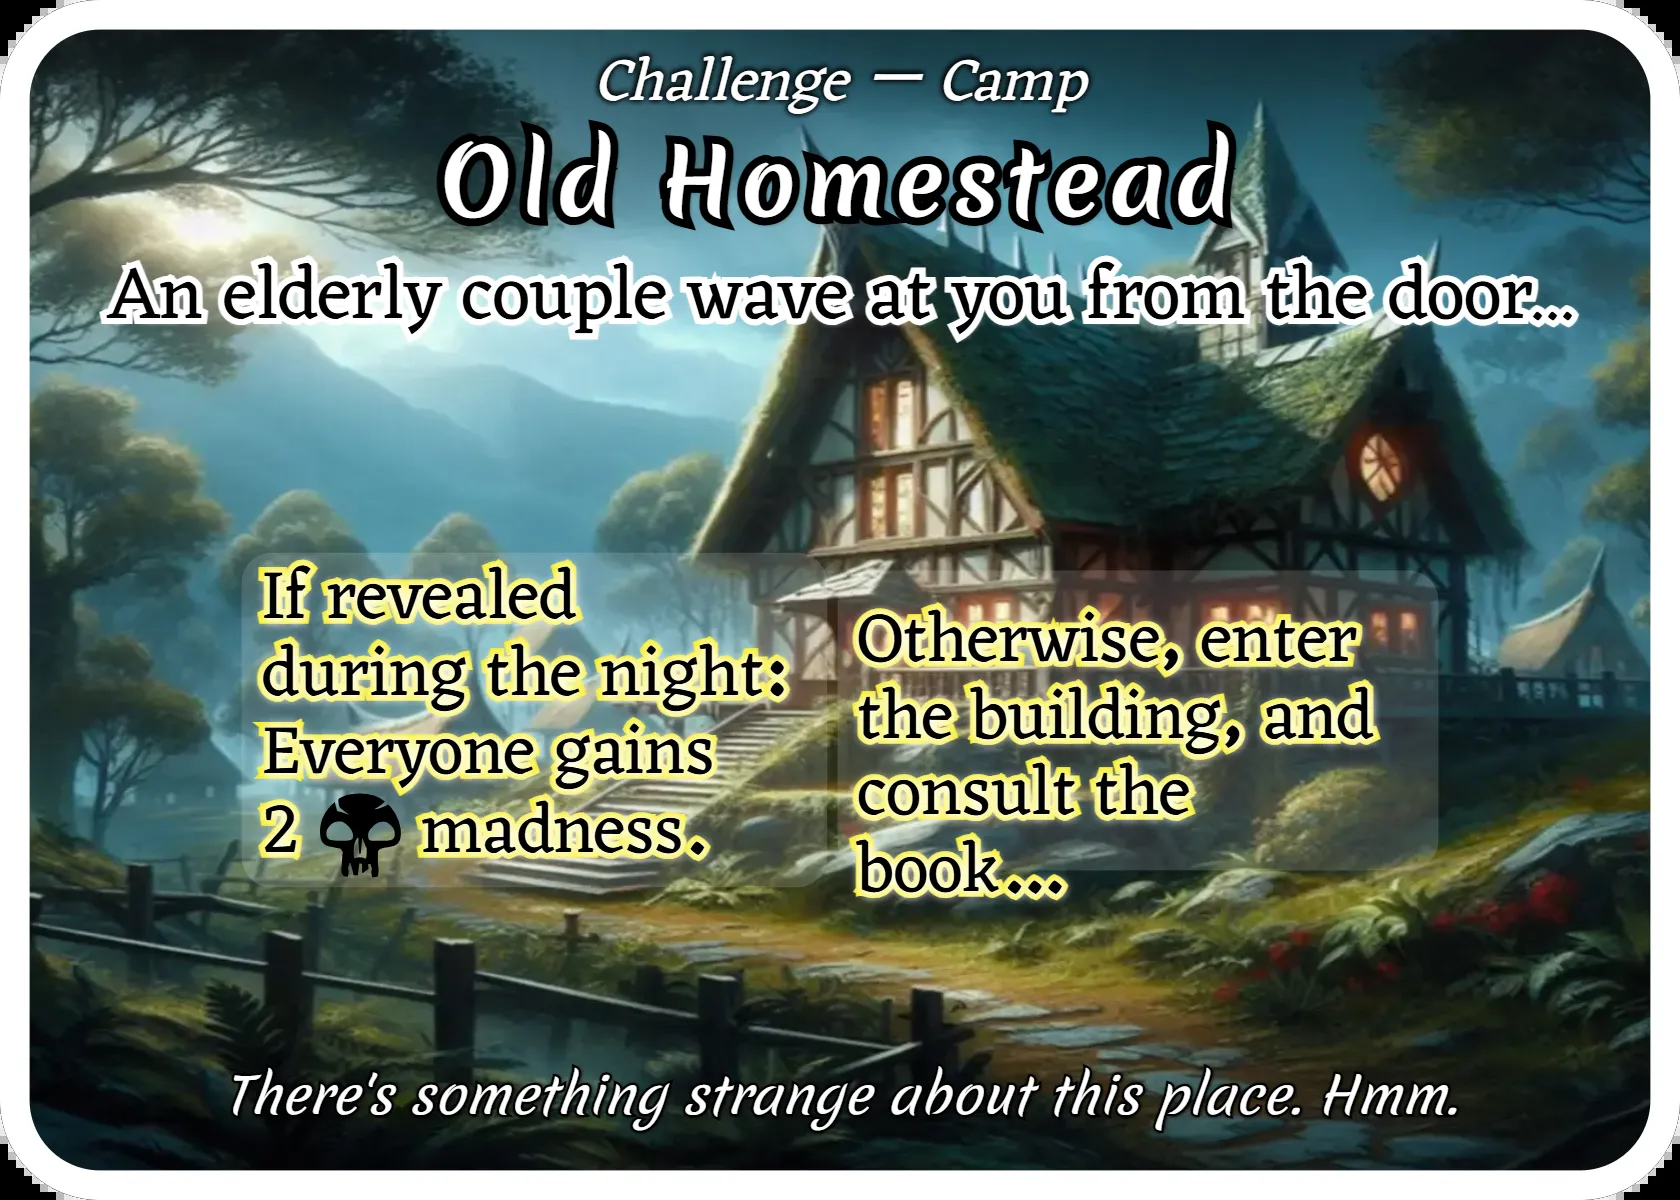 Challenge — Camp
Old Homestead
An elderly couple wave at you from the door...
If revealed
during the night:
Everyone gains
2 madness.
Otherwise, enter
the building, and
consult the
book...
There's something strange about this place. Hmm.